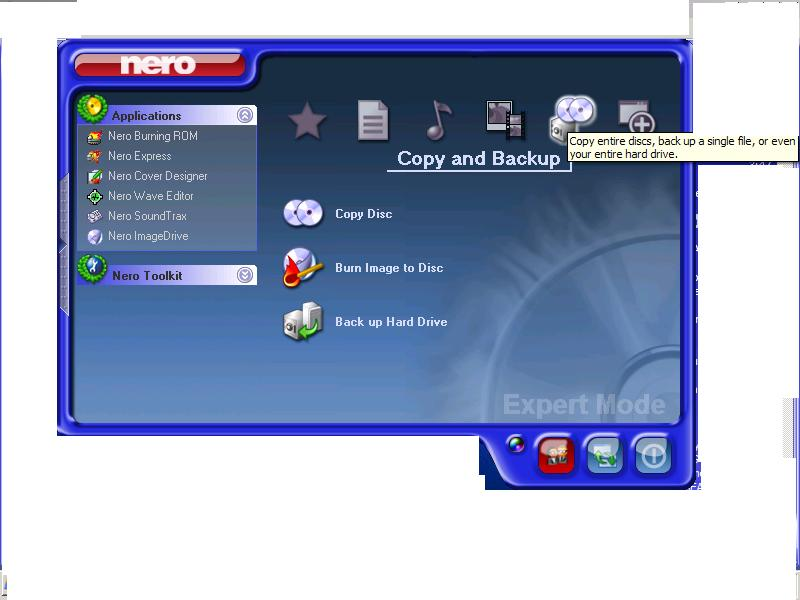 nero
Applications
Nero Burning ROM
Nero Express
Nero Cover Designer
Nero Wave Editor
Nero SoundTrax
Nero ImageDrive
Nero Toolkit
Copy entire discs, back up a single file, or even
your entire hard drive.
Copy and Backup
Copy Disc
Burn Image to Disc
Back up Hard Drive
Expert Mode